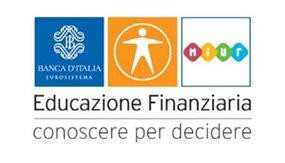 BANCA D'ITALIA
EUROSISTEMA
MIUR
Educazione Finanziaria
conoscere per decidere